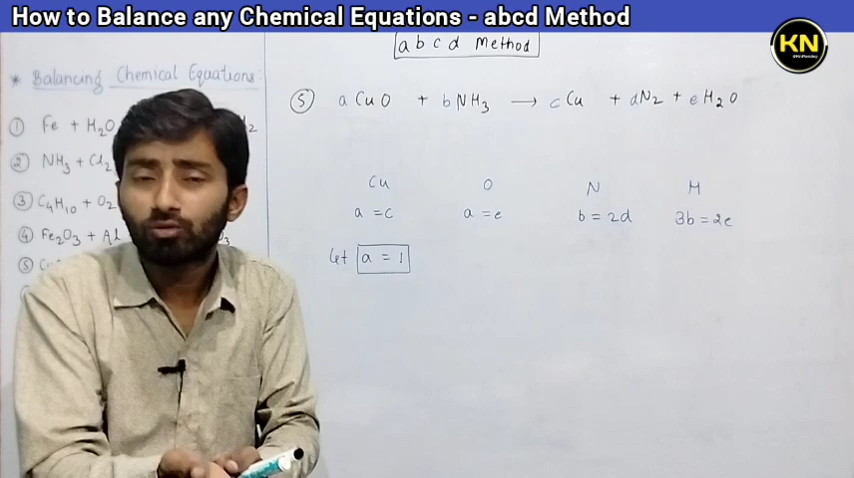 How to Balance any Chemical Equations - abcd Method
KN
a b c d Method
* Balancing Chemical Equations:
① Fe + H₂O
② NH₃ + Cl₂
③ C₄H₁₀ + O₂
④ Fe₂O₃ + Al
⑤
⑤ a CuO + b NH₃ → c Cu + d N₂ + e H₂O
Cu O N H
a = c a = e b = 2d 3b = 2e
let a = 1